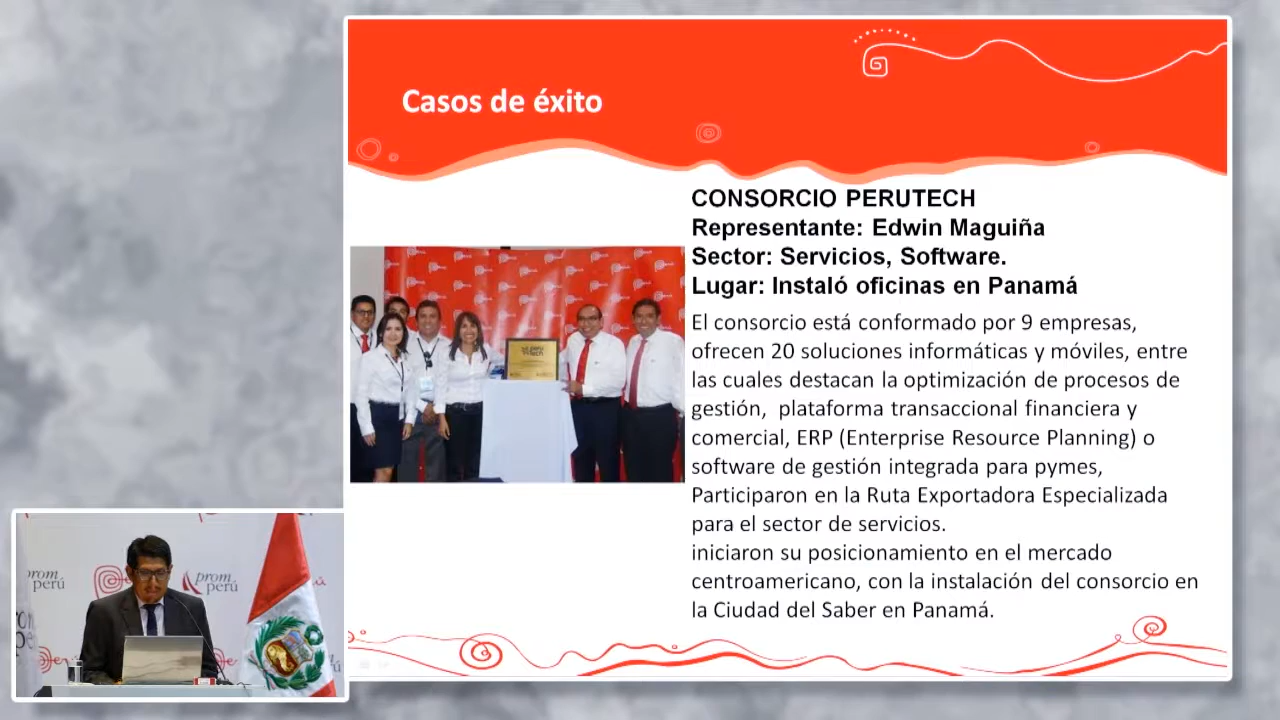 Casos de éxito
CONSORCIO PERUTECH
Representante: Edwin Maguiña
Sector: Servicios, Software.
Lugar: Instaló oficinas en Panamá
El consorcio está conformado por 9 empresas,
ofrecen 20 soluciones informáticas y móviles, entre
las cuales destacan la optimización de procesos de
gestión, plataforma transaccional financiera y
comercial, ERP (Enterprise Resource Planning) o
software de gestión integrada para pymes,
Participaron en la Ruta Exportadora Especializada
para el sector de servicios.
iniciaron su posicionamiento en el mercado
centroamericano, con la instalación del consorcio en
la Ciudad del Saber en Panamá.
prom
perú